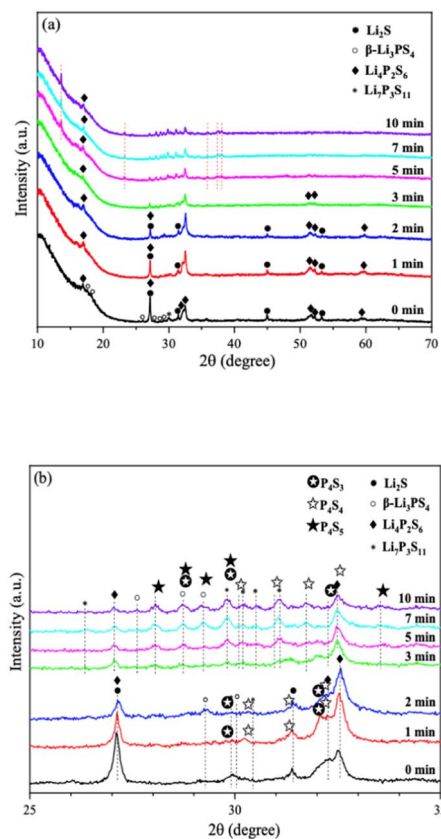 (a)
Li₂S
β-Li₃PS₄
Li₄P₂S₆
Li₇P₃S₁₁
10 min
7 min
5 min
3 min
2 min
1 min
0 min
Intensity (a.u.)
10 20 30 40 50 60 70
2θ (degree)
(b)
P₄S₃
P₄S₄
P₄S₅
Li₂S
β-Li₃PS₄
Li₄P₂S₆
Li₇P₃S₁₁
10 min
7 min
5 min
3 min
2 min
1 min
0 min
Intensity (a.u.)
25 30
2θ (degree)